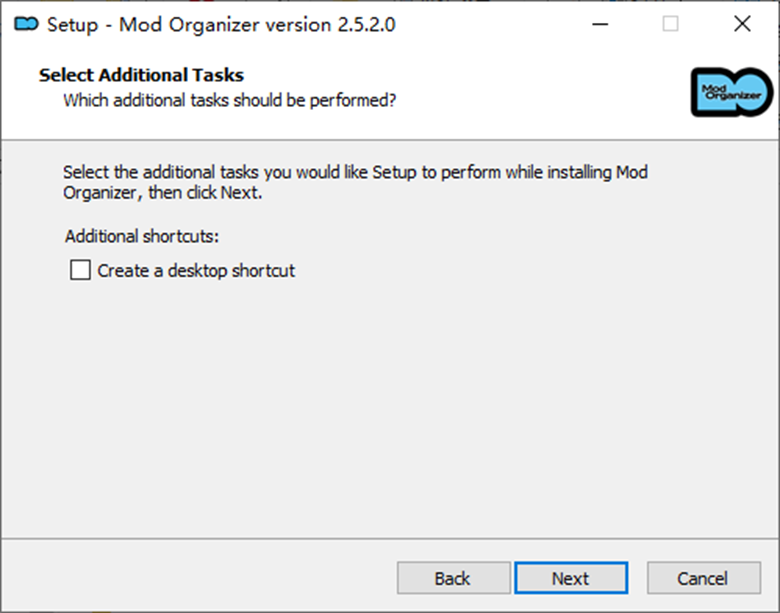 Setup - Mod Organizer version 2.5.2.0
Select Additional Tasks
Which additional tasks should be performed?
Mod
Organizer
Select the additional tasks you would like Setup to perform while installing Mod
Organizer, then click Next.
Additional shortcuts:
Create a desktop shortcut
Back
Next
Cancel